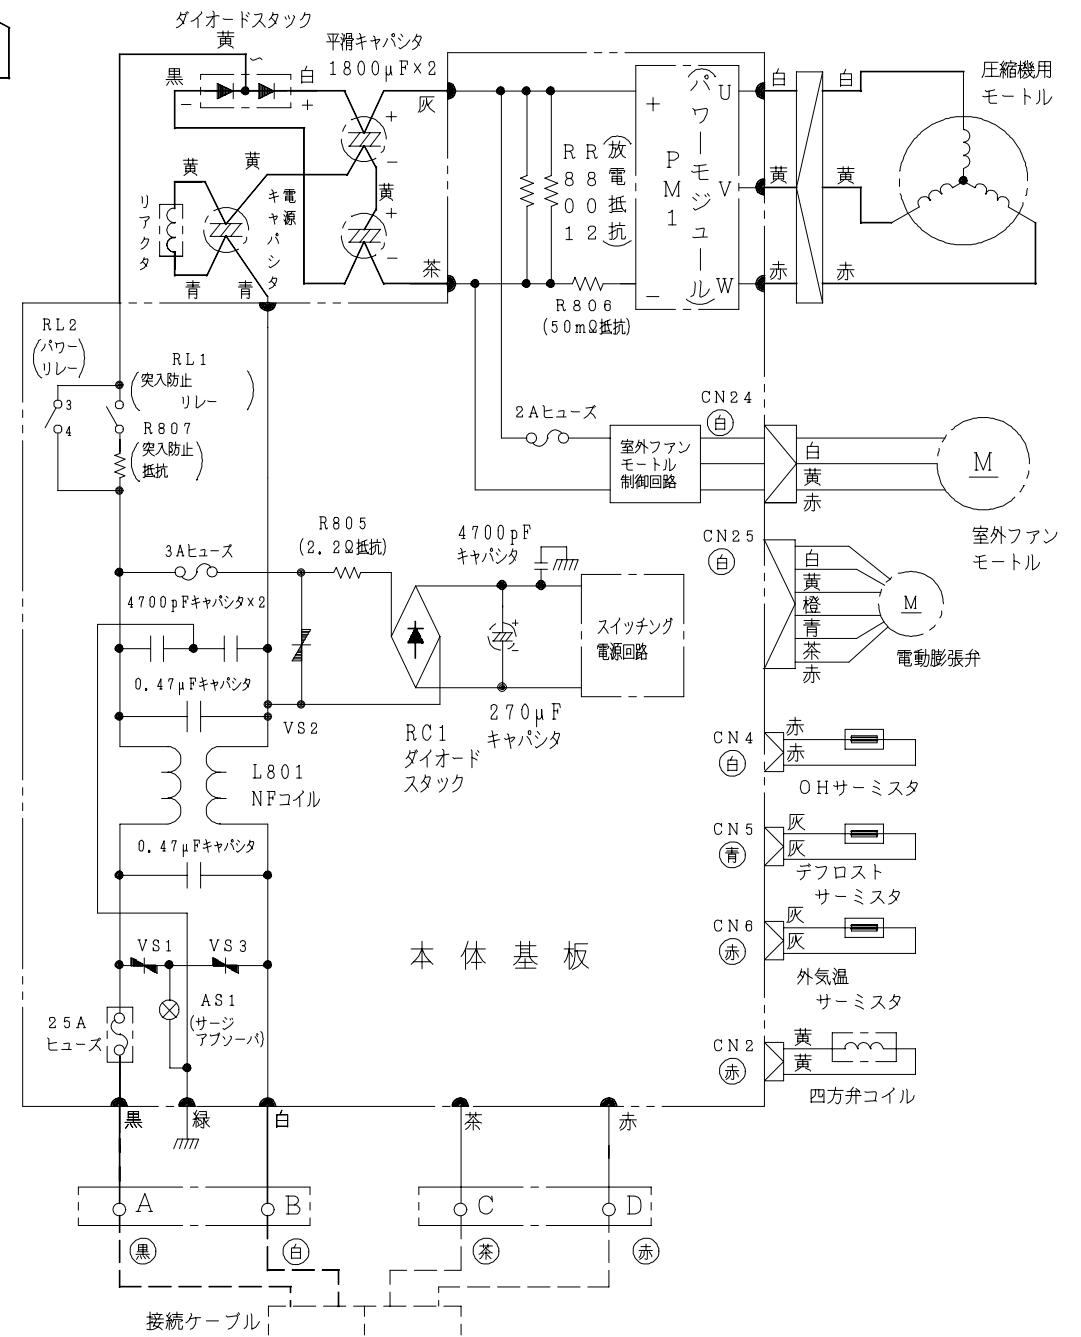 ダイオードスタック
黄
~
平滑キャパシタ
1800μF×2
黒
白
-
+
灰
+
-
黄
黄
黄
リアクタ
電源
キャパシタ
+
-
青
青
茶
R801
R802
(放電抵抗)
R806
(50mΩ抵抗)
+
-
PM1
(パワーモジュール)
U
V
W
白
黄
赤
白
黄
赤
圧縮機用
モートル
RL2
(パワー
リレー)
3
4
RL1
(突入防止
リレー)
R807
(突入防止
抵抗)
2Aヒューズ
室外ファン
モートル
制御回路
CN24
白
白
黄
赤
M
室外ファン
モートル
3Aヒューズ
R805
(2.2Ω抵抗)
4700pF
キャパシタ
CN25
白
白
黄
橙
青
茶
赤
M
電動膨張弁
4700pFキャパシタ×2
0.47μFキャパシタ
VS2
+
-
スイッチング
電源回路
270μF
キャパシタ
RC1
ダイオード
スタック
L801
NFコイル
0.47μFキャパシタ
CN4
白
赤
赤
OHサーミスタ
CN5
青
灰
灰
デフロスト
サーミスタ
CN6
赤
灰
灰
外気温
サーミスタ
本体基板
VS1
VS3
AS1
(サージ
アブソーバ)
25A
ヒューズ
CN2
赤
黄
黄
四方弁コイル
黒
緑
白
茶
赤
A
B
C
D
黒
白
茶
赤
接続ケーブル